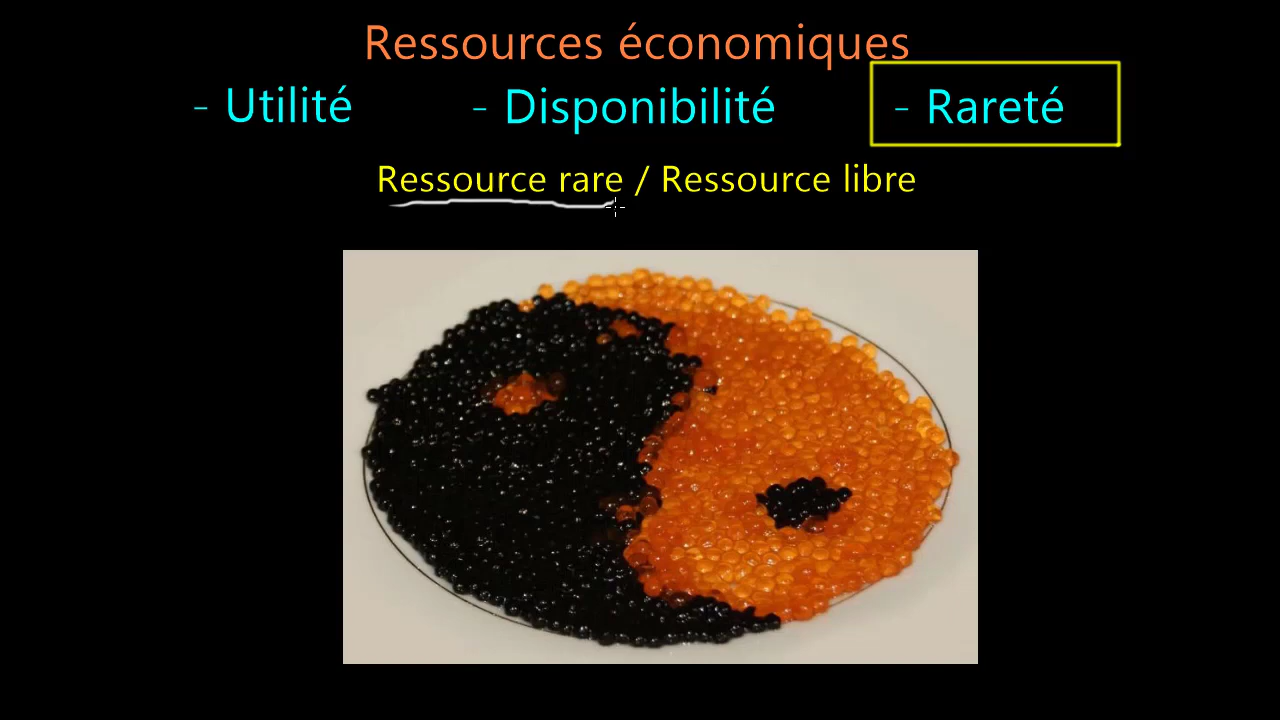 Ressources économiques
- Utilité - Disponibilité - Rareté
Ressource rare / Ressource libre